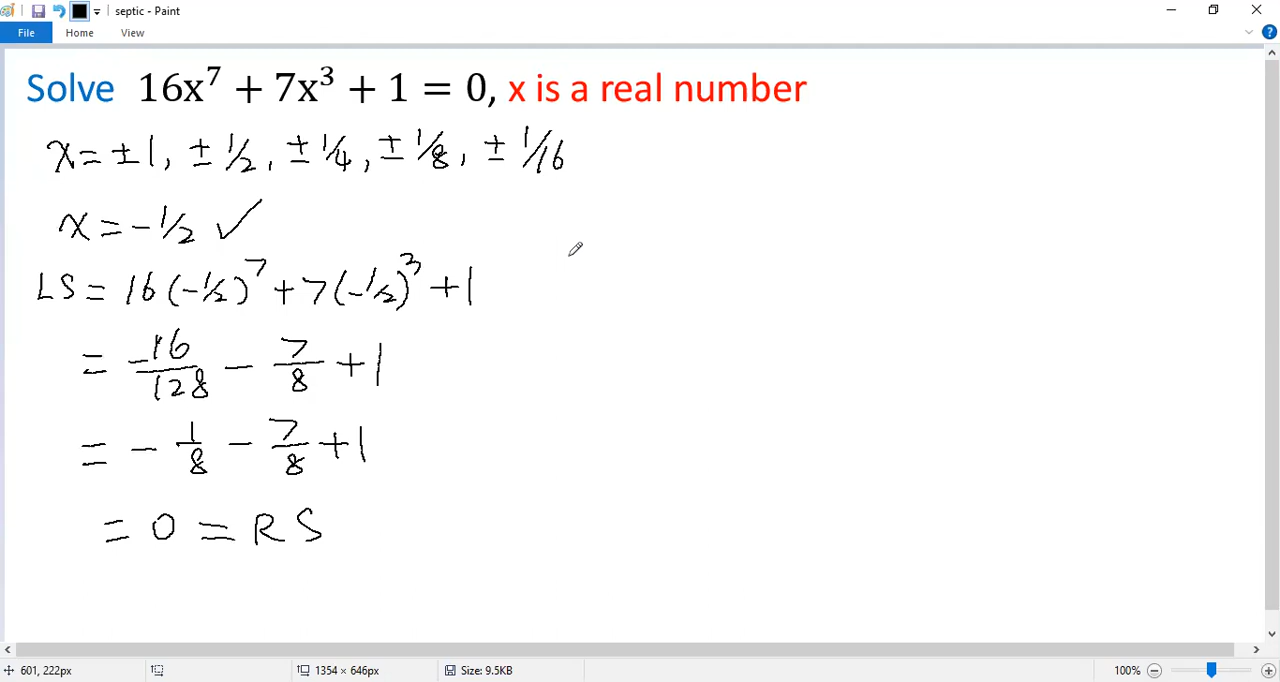 septic - Paint
File Home View
Solve 16x⁷ + 7x³ + 1 = 0, x is a real number
x = ±1, ± 1/2, ± 1/4, ± 1/8, ± 1/16
x = -1/2 ✓
LS = 16(-1/2)⁷ + 7(-1/2)³ + 1
= -16/128 - 7/8 + 1
= - 1/8 - 7/8 + 1
= 0 = RS
601, 222px 1354 × 646px Size: 9.5KB 100%